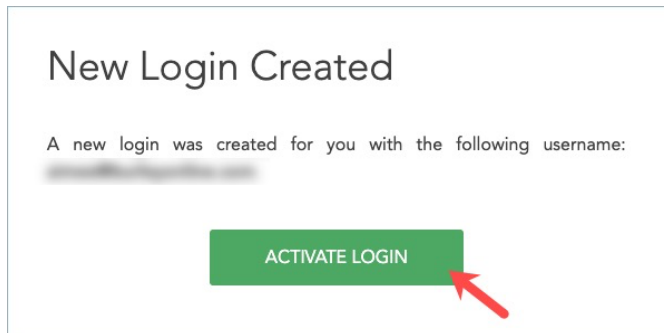 New Login Created
A new login was created for you with the following username:
ACTIVATE LOGIN